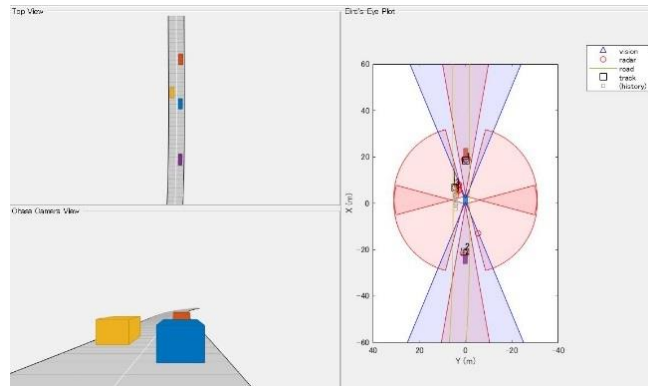 Top View
Bird's-Eye Plot
Chase Camera View
vision
radar
road
track
(history)
60
40
20
0
-20
-40
-60
X (m)
40
20
0
-20
-40
Y (m)
2